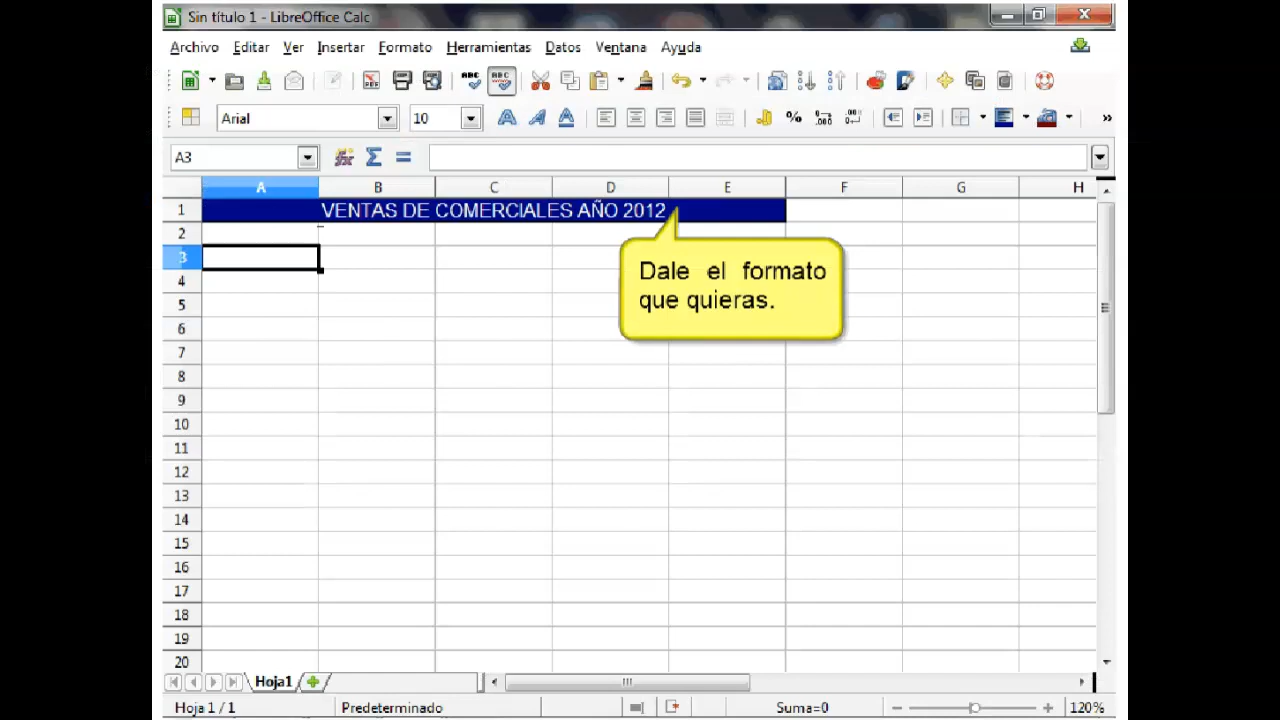 Sin título 1 - LibreOffice Calc
Archivo Editar Ver Insertar Formato Herramientas Datos Ventana Ayuda
Arial 10
A3
A B C D E F G H
1 VENTAS DE COMERCIALES AÑO 2012
2
3
Dale el formato
que quieras.
4
5
6
7
8
9
10
11
12
13
14
15
16
17
18
19
20
Hoja1
Hoja 1 / 1 Predeterminado Suma=0 120%